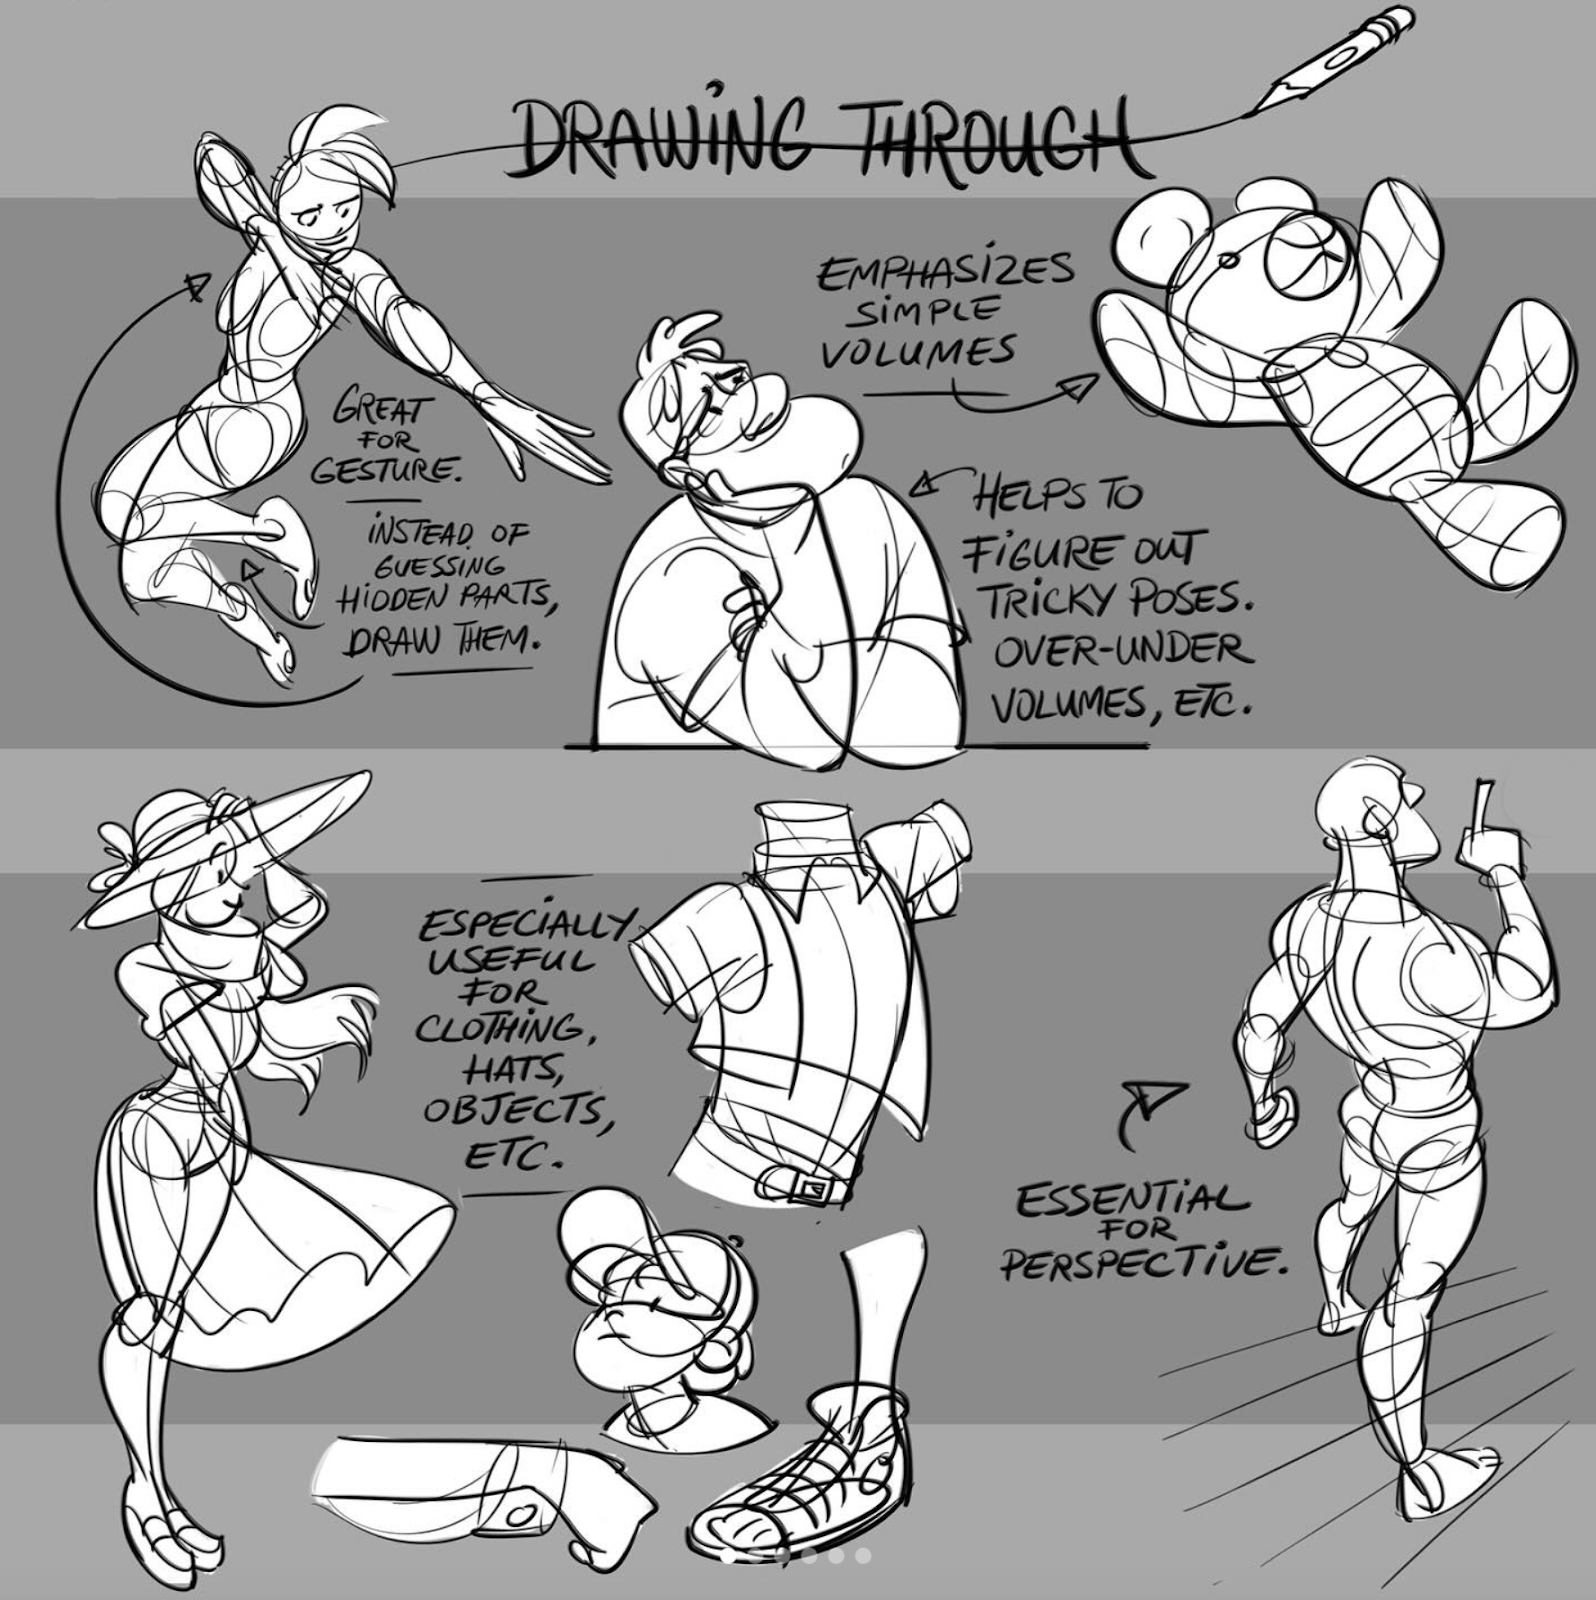 DRAWING THROUGH
EMPHASIZES
SIMPLE
VOLUMES
GREAT
FOR
GESTURE.
INSTEAD OF
GUESSING
HIDDEN PARTS,
DRAW THEM.
HELPS TO
FIGURE OUT
TRICKY POSES.
OVER-UNDER
VOLUMES, ETC.
ESPECIALLY
USEFUL
FOR
CLOTHING,
HATS,
OBJECTS,
ETC.
ESSENTIAL
FOR
PERSPECTIVE.